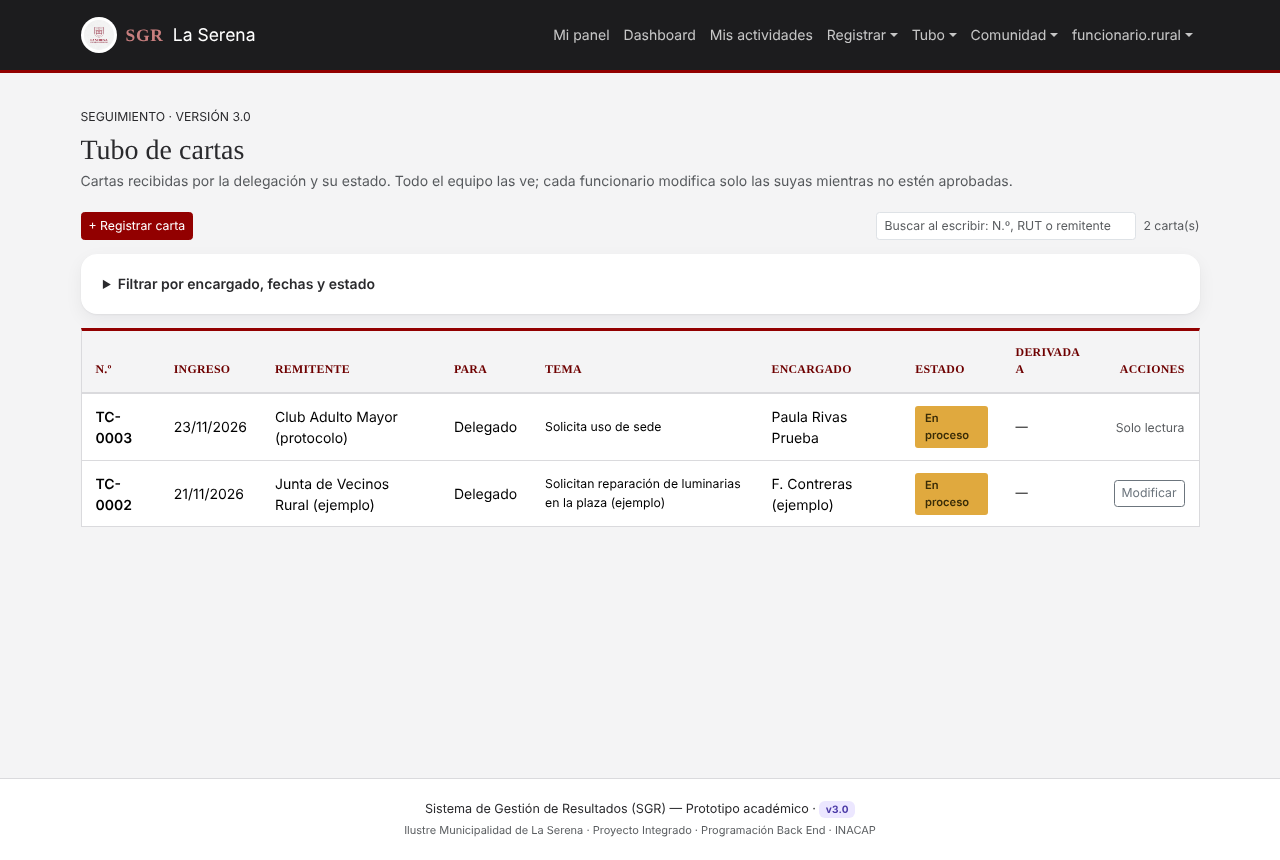 SGR La Serena
Mi panel Dashboard Mis actividades Registrar Tubo Comunidad funcionario.rural
SEGUIMIENTO · VERSIÓN 3.0
Tubo de cartas
Cartas recibidas por la delegación y su estado. Todo el equipo las ve; cada funcionario modifica solo las suyas mientras no estén aprobadas.
+ Registrar carta
Buscar al escribir: N.º, RUT o remitente
2 carta(s)
Filtrar por encargado, fechas y estado
N.º INGRESO REMITENTE PARA TEMA ENCARGADO ESTADO DERIVADA A ACCIONES
TC-0003 23/11/2026 Club Adulto Mayor (protocolo) Delegado Solicita uso de sede Paula Rivas Prueba En proceso — Solo lectura
TC-0002 21/11/2026 Junta de Vecinos Rural (ejemplo) Delegado Solicitan reparación de luminarias en la plaza (ejemplo) F. Contreras (ejemplo) En proceso — Modificar
Sistema de Gestión de Resultados (SGR) — Prototipo académico · v3.0
Ilustre Municipalidad de La Serena · Proyecto Integrado · Programación Back End · INACAP